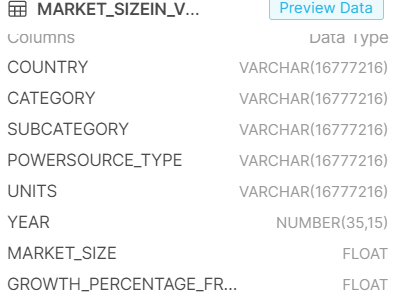 MARKET_SIZEIN_V...
Preview Data
Columns Data Type
COUNTRY VARCHAR(16777216)
CATEGORY VARCHAR(16777216)
SUBCATEGORY VARCHAR(16777216)
POWERSOURCE_TYPE VARCHAR(16777216)
UNITS VARCHAR(16777216)
YEAR NUMBER(35,15)
MARKET_SIZE FLOAT
GROWTH_PERCENTAGE_FR... FLOAT